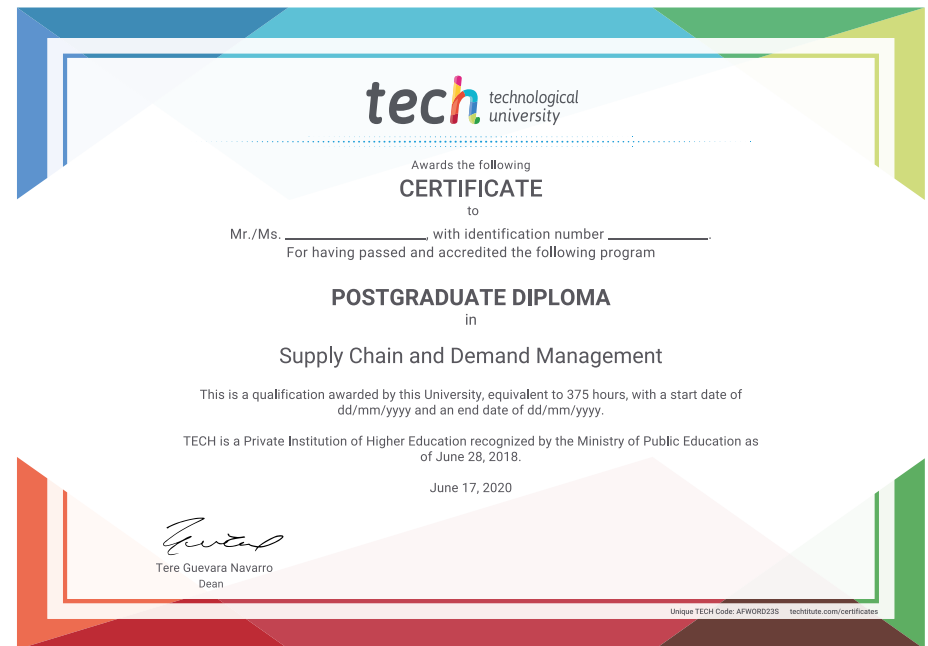 tech technological
university
Awards the following
CERTIFICATE
to
Mr./Ms. ____________________, with identification number ______________.
For having passed and accredited the following program
POSTGRADUATE DIPLOMA
in
Supply Chain and Demand Management
This is a qualification awarded by this University, equivalent to 375 hours, with a start date of
dd/mm/yyyy and an end date of dd/mm/yyyy.
TECH is a Private Institution of Higher Education recognized by the Ministry of Public Education as
of June 28, 2018.
June 17, 2020
Tere Guevara Navarro
Dean
Unique TECH Code: AFWORD23S techtitute.com/certificates